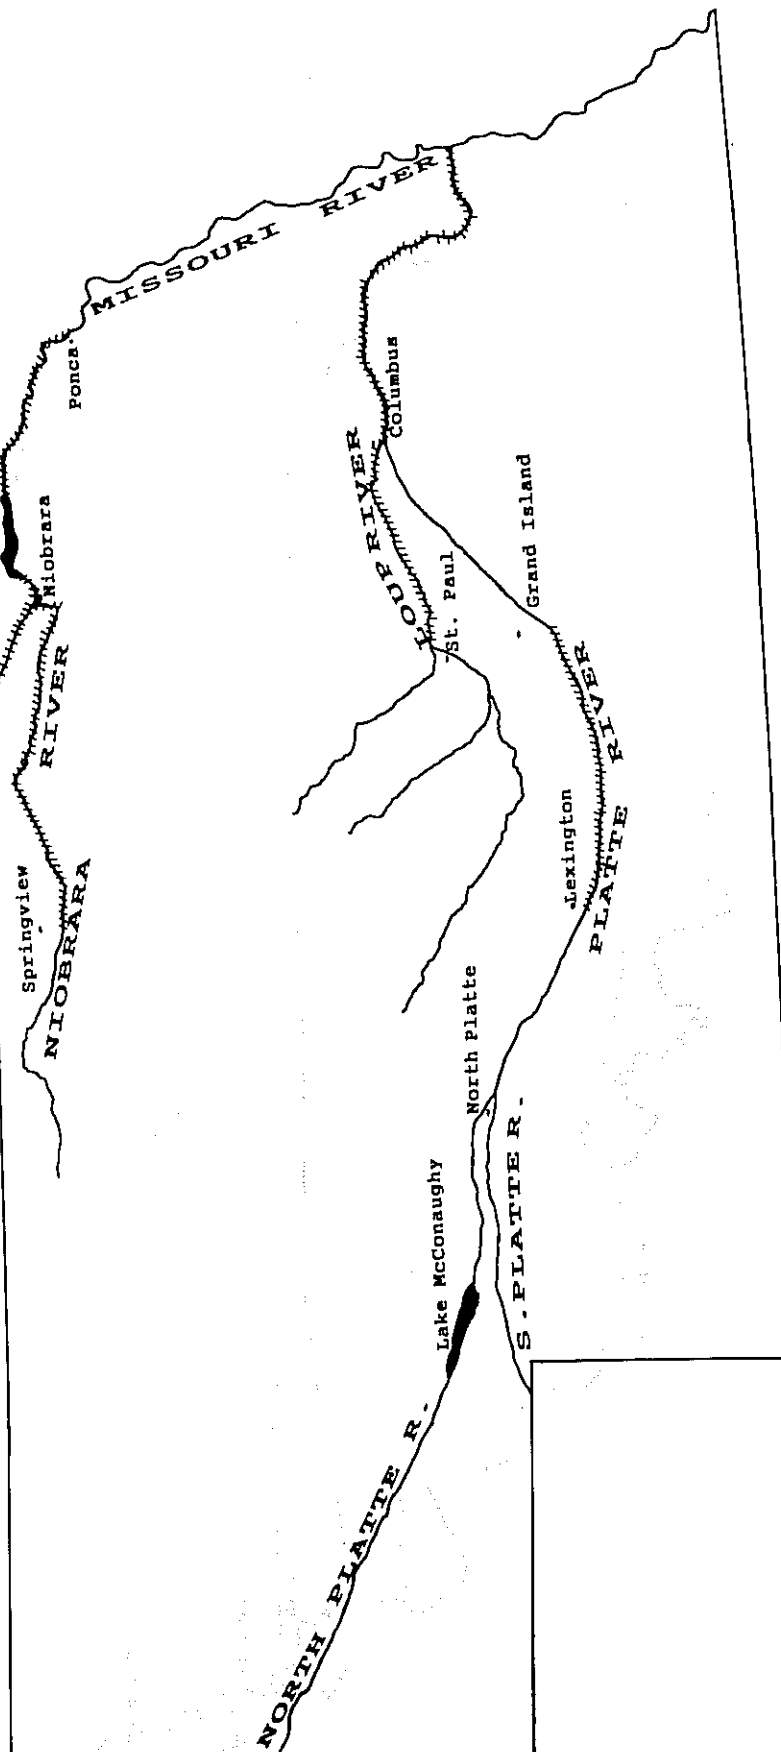 Springview
NIOBRARA
RIVER
Niobrara
Ponca
MISSOURI RIVER
NORTH PLATTE R.
Lake McConaughy
North Platte
S. PLATTE R.
Lexington
PLATTE RIVER
Grand Island
St. Paul
LOUP RIVER
Columbus